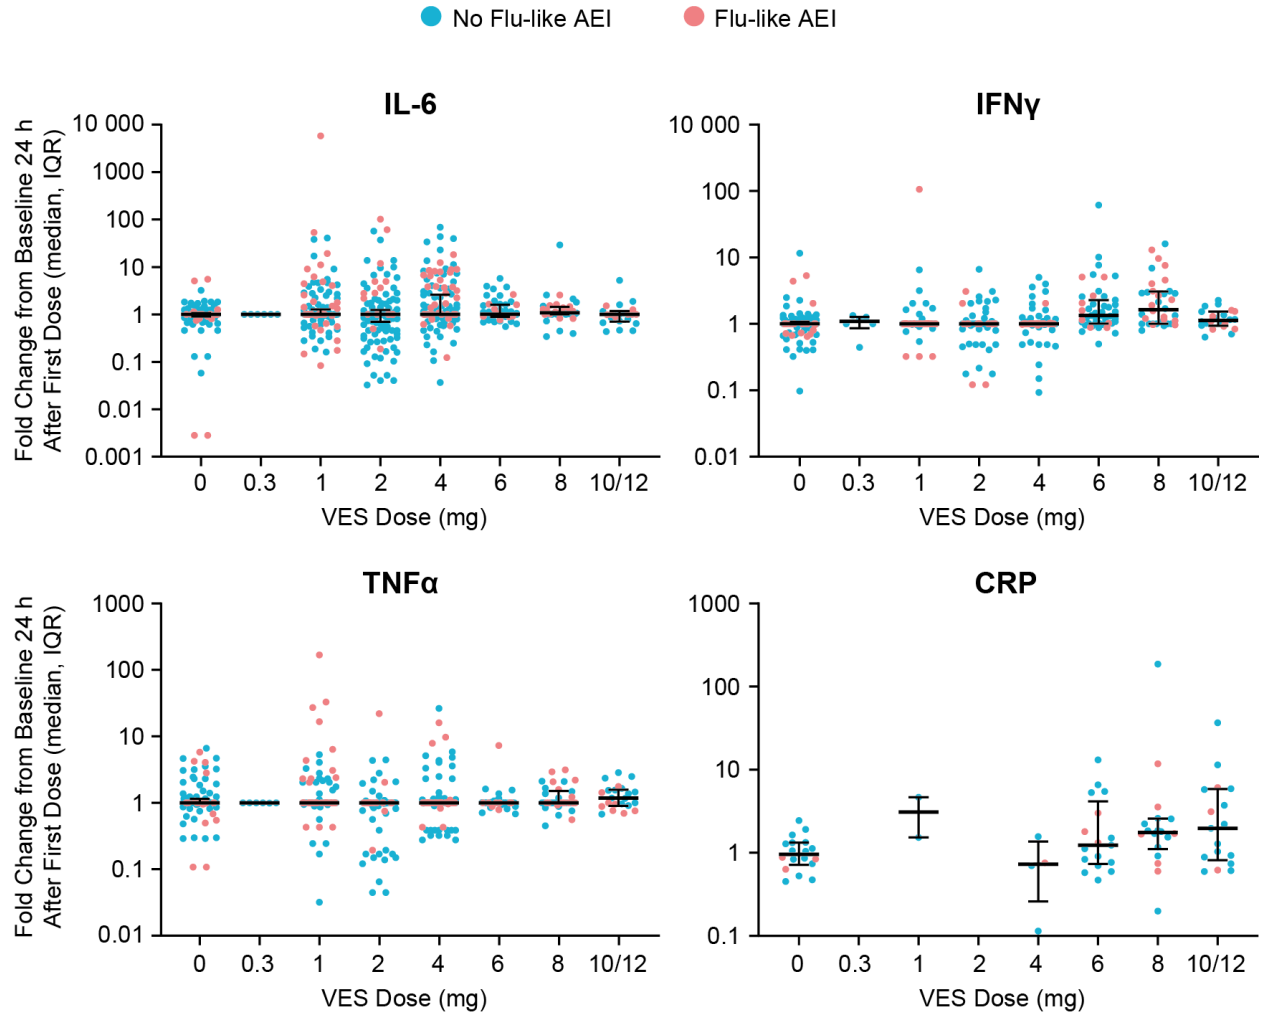 No Flu-like AEI
Flu-like AEI
IL-6
Fold Change from Baseline 24 h
After First Dose (median, IQR)
10 000
1000
100
10
1
0.1
0.01
0.001
0 0.3 1 2 4 6 8 10/12
VES Dose (mg)
IFNγ
10 000
100
10
1
0.1
0.01
0 0.3 1 2 4 6 8 10/12
VES Dose (mg)
TNFα
Fold Change from Baseline 24 h
After First Dose (median, IQR)
1000
100
10
1
0.1
0.01
0 0.3 1 2 4 6 8 10/12
VES Dose (mg)
CRP
1000
100
10
1
0.1
0 0.3 1 2 4 6 8 10/12
VES Dose (mg)